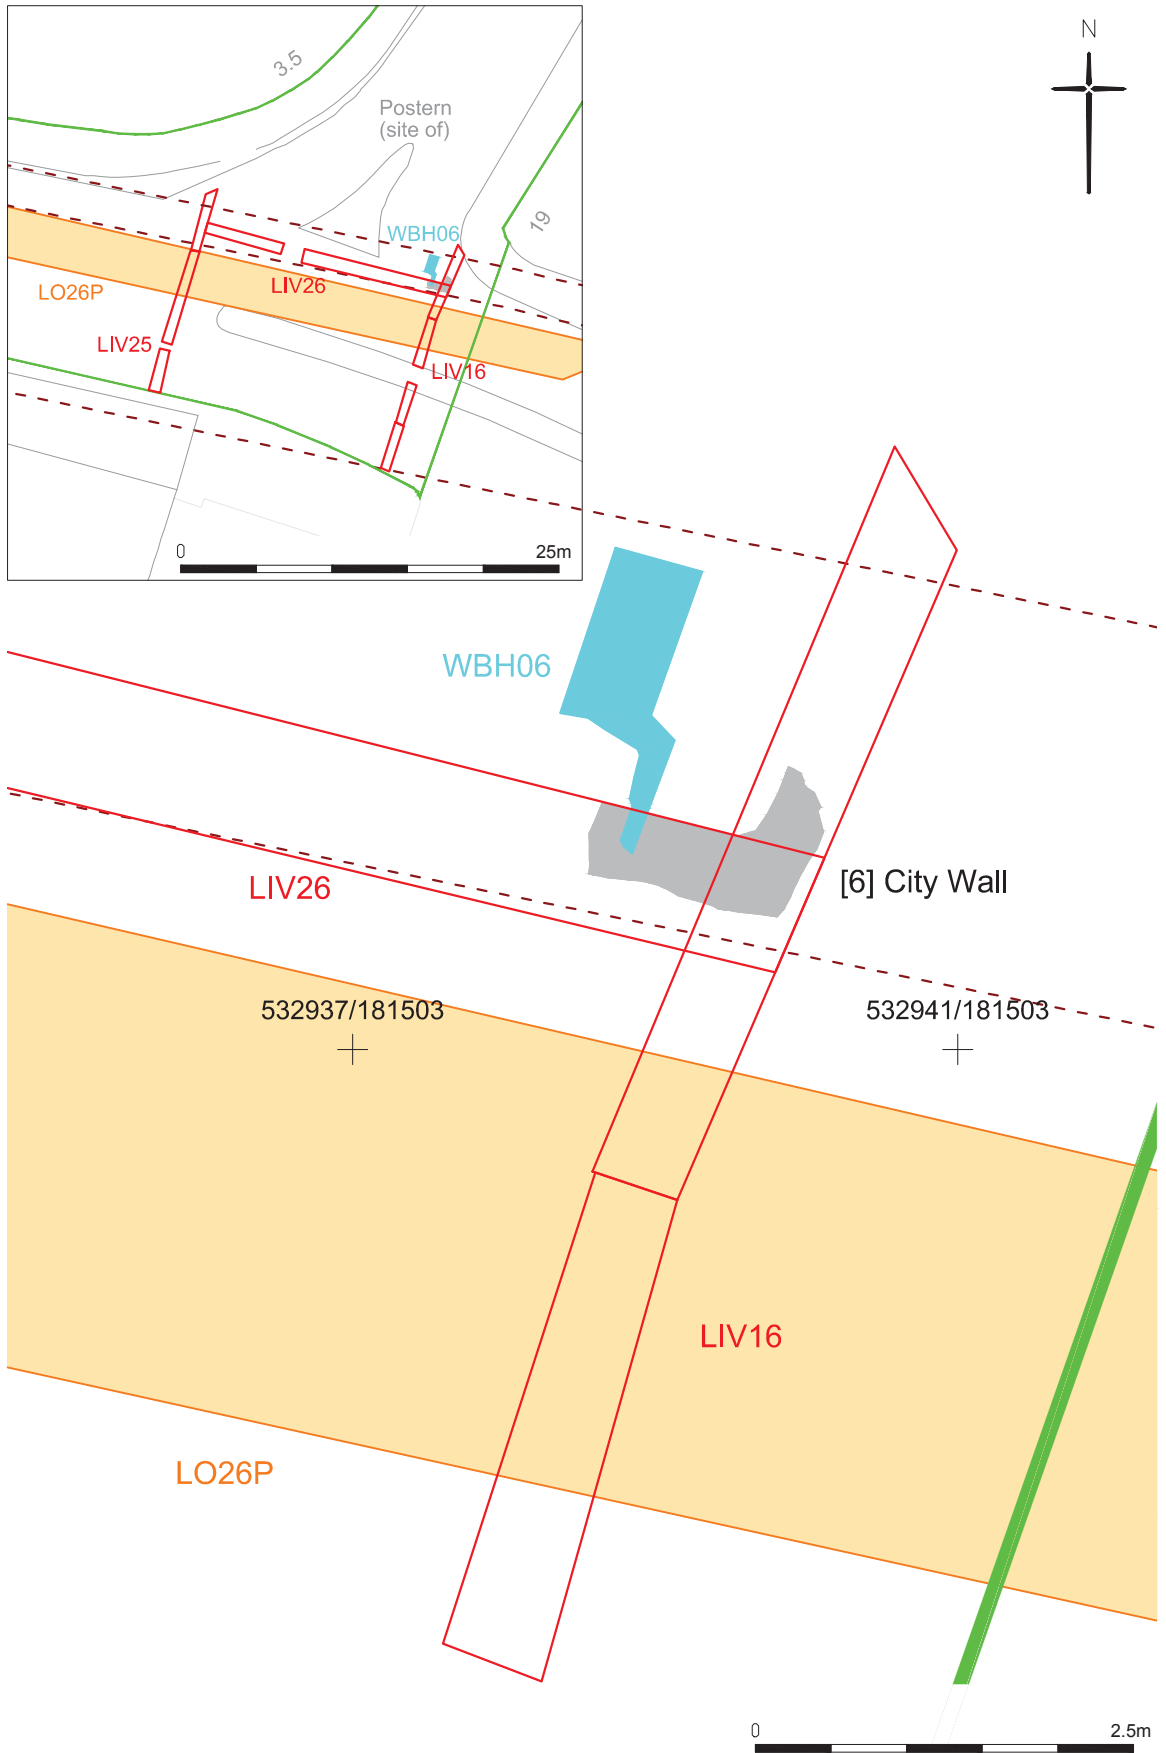 N
3.5
Postern
(site of)
19
WBH06
LO26P
LIV26
LIV25
LIV16
0 25m
WBH06
LIV26
[6] City Wall
532937/181503 532941/181503
LIV16
LO26P
0 2.5m